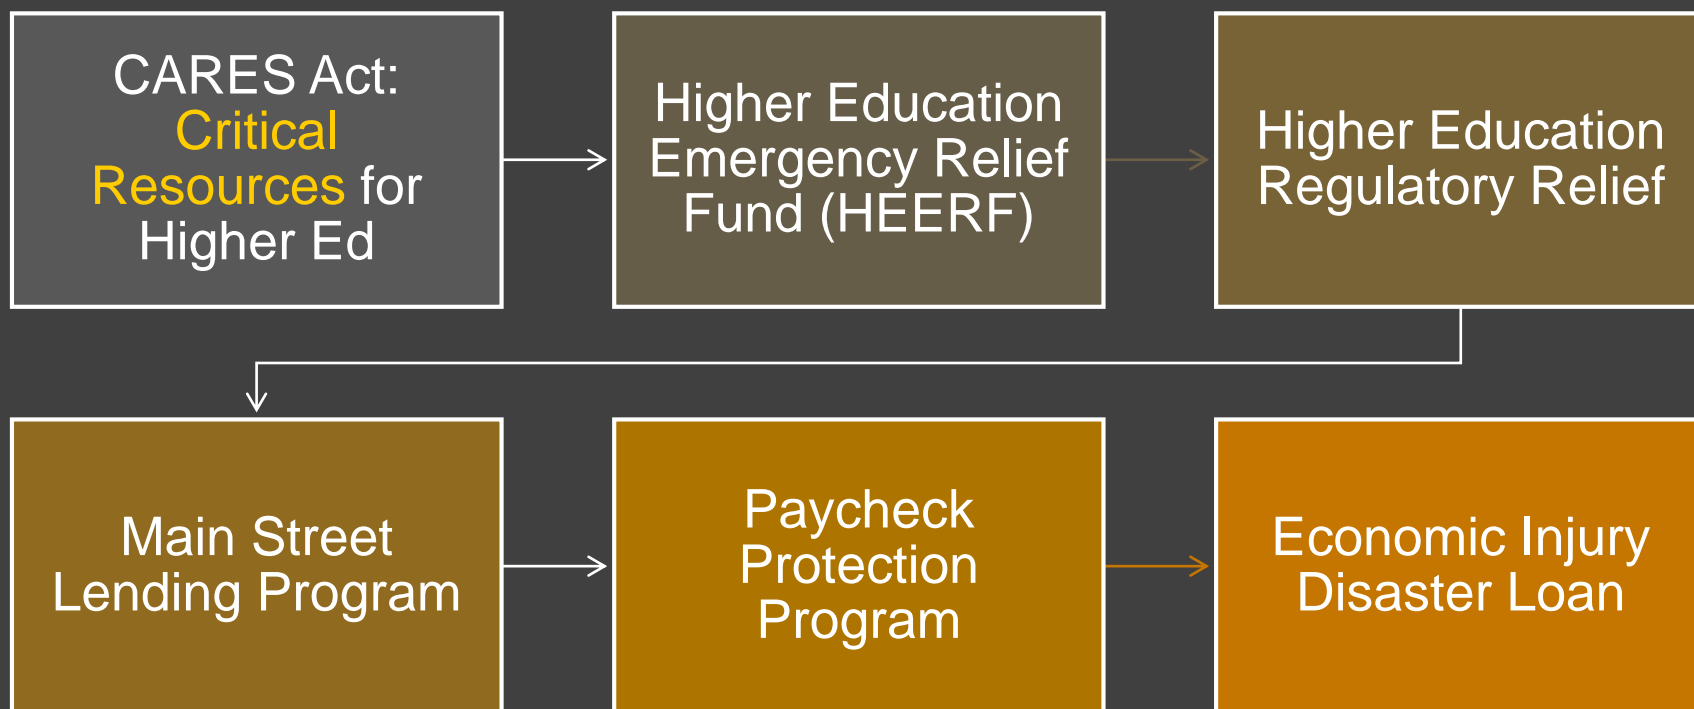 CARES Act:
Critical
Resources for
Higher Ed
Higher Education
Emergency Relief
Fund (HEERF)
Higher Education
Regulatory Relief
Main Street
Lending Program
Paycheck
Protection
Program
Economic Injury
Disaster Loan